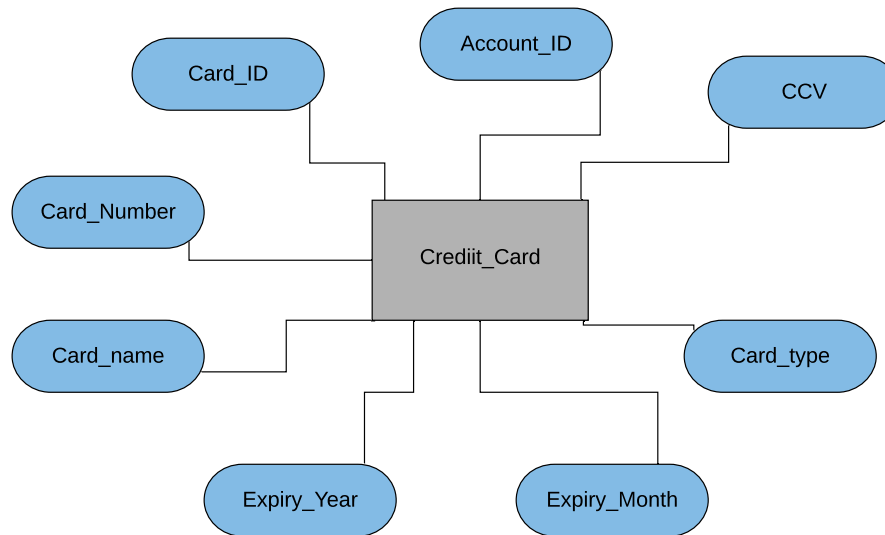 Account_ID
Card_ID
CCV
Card_Number
Crediit_Card
Card_name
Card_type
Expiry_Year
Expiry_Month